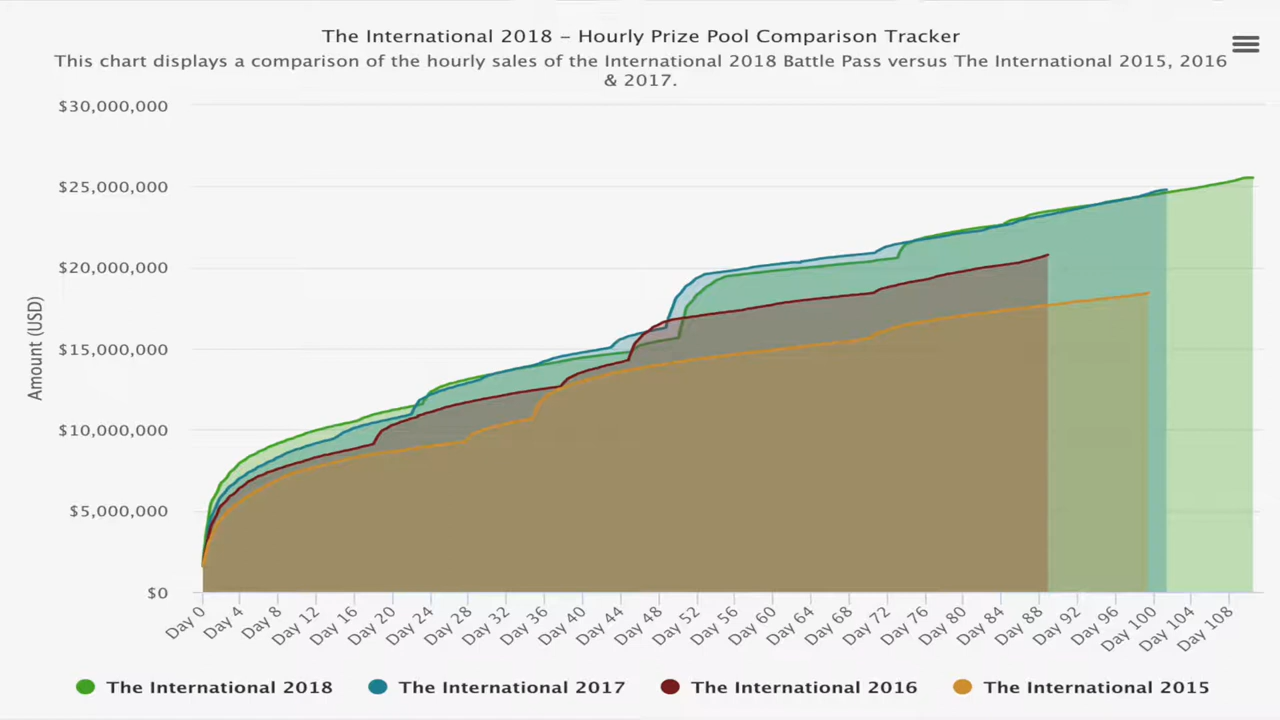 The International 2018 – Hourly Prize Pool Comparison Tracker
This chart displays a comparison of the hourly sales of the International 2018 Battle Pass versus The International 2015, 2016
& 2017.
$30,000,000
$25,000,000
$20,000,000
$15,000,000
$10,000,000
$5,000,000
$0
Amount (USD)
Day 0
Day 4
Day 8
Day 12
Day 16
Day 20
Day 24
Day 28
Day 32
Day 36
Day 40
Day 44
Day 48
Day 52
Day 56
Day 60
Day 64
Day 68
Day 72
Day 76
Day 80
Day 84
Day 88
Day 92
Day 96
Day 100
Day 104
Day 108
The International 2018
The International 2017
The International 2016
The International 2015